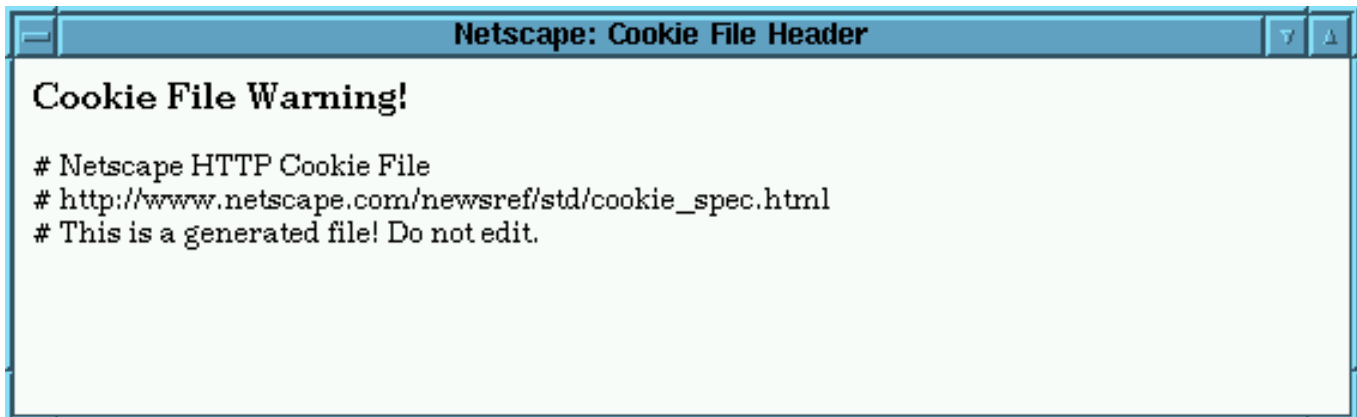 Netscape: Cookie File Header
Cookie File Warning!
# Netscape HTTP Cookie File
# http://www.netscape.com/newsref/std/cookie_spec.html
# This is a generated file! Do not edit.